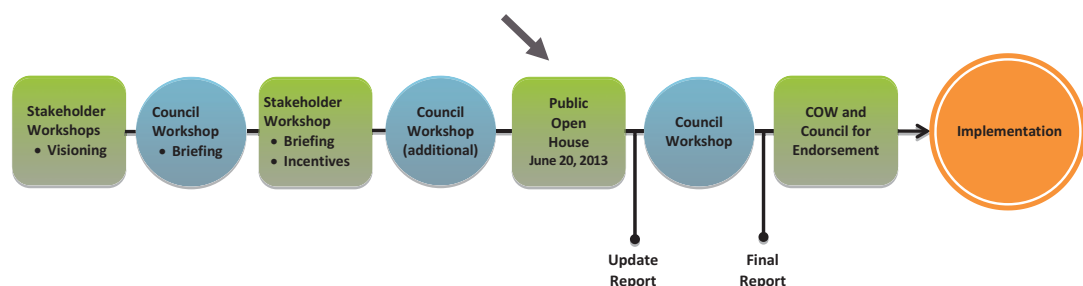 Stakeholder
Workshops
• Visioning
Council
Workshop
• Briefing
Stakeholder
Workshop
• Briefing
• Incentives
Council
Workshop
(additional)
Public
Open
House
June 20, 2013
Council
Workshop
COW and
Council for
Endorsement
Implementation
Update
Report
Final
Report